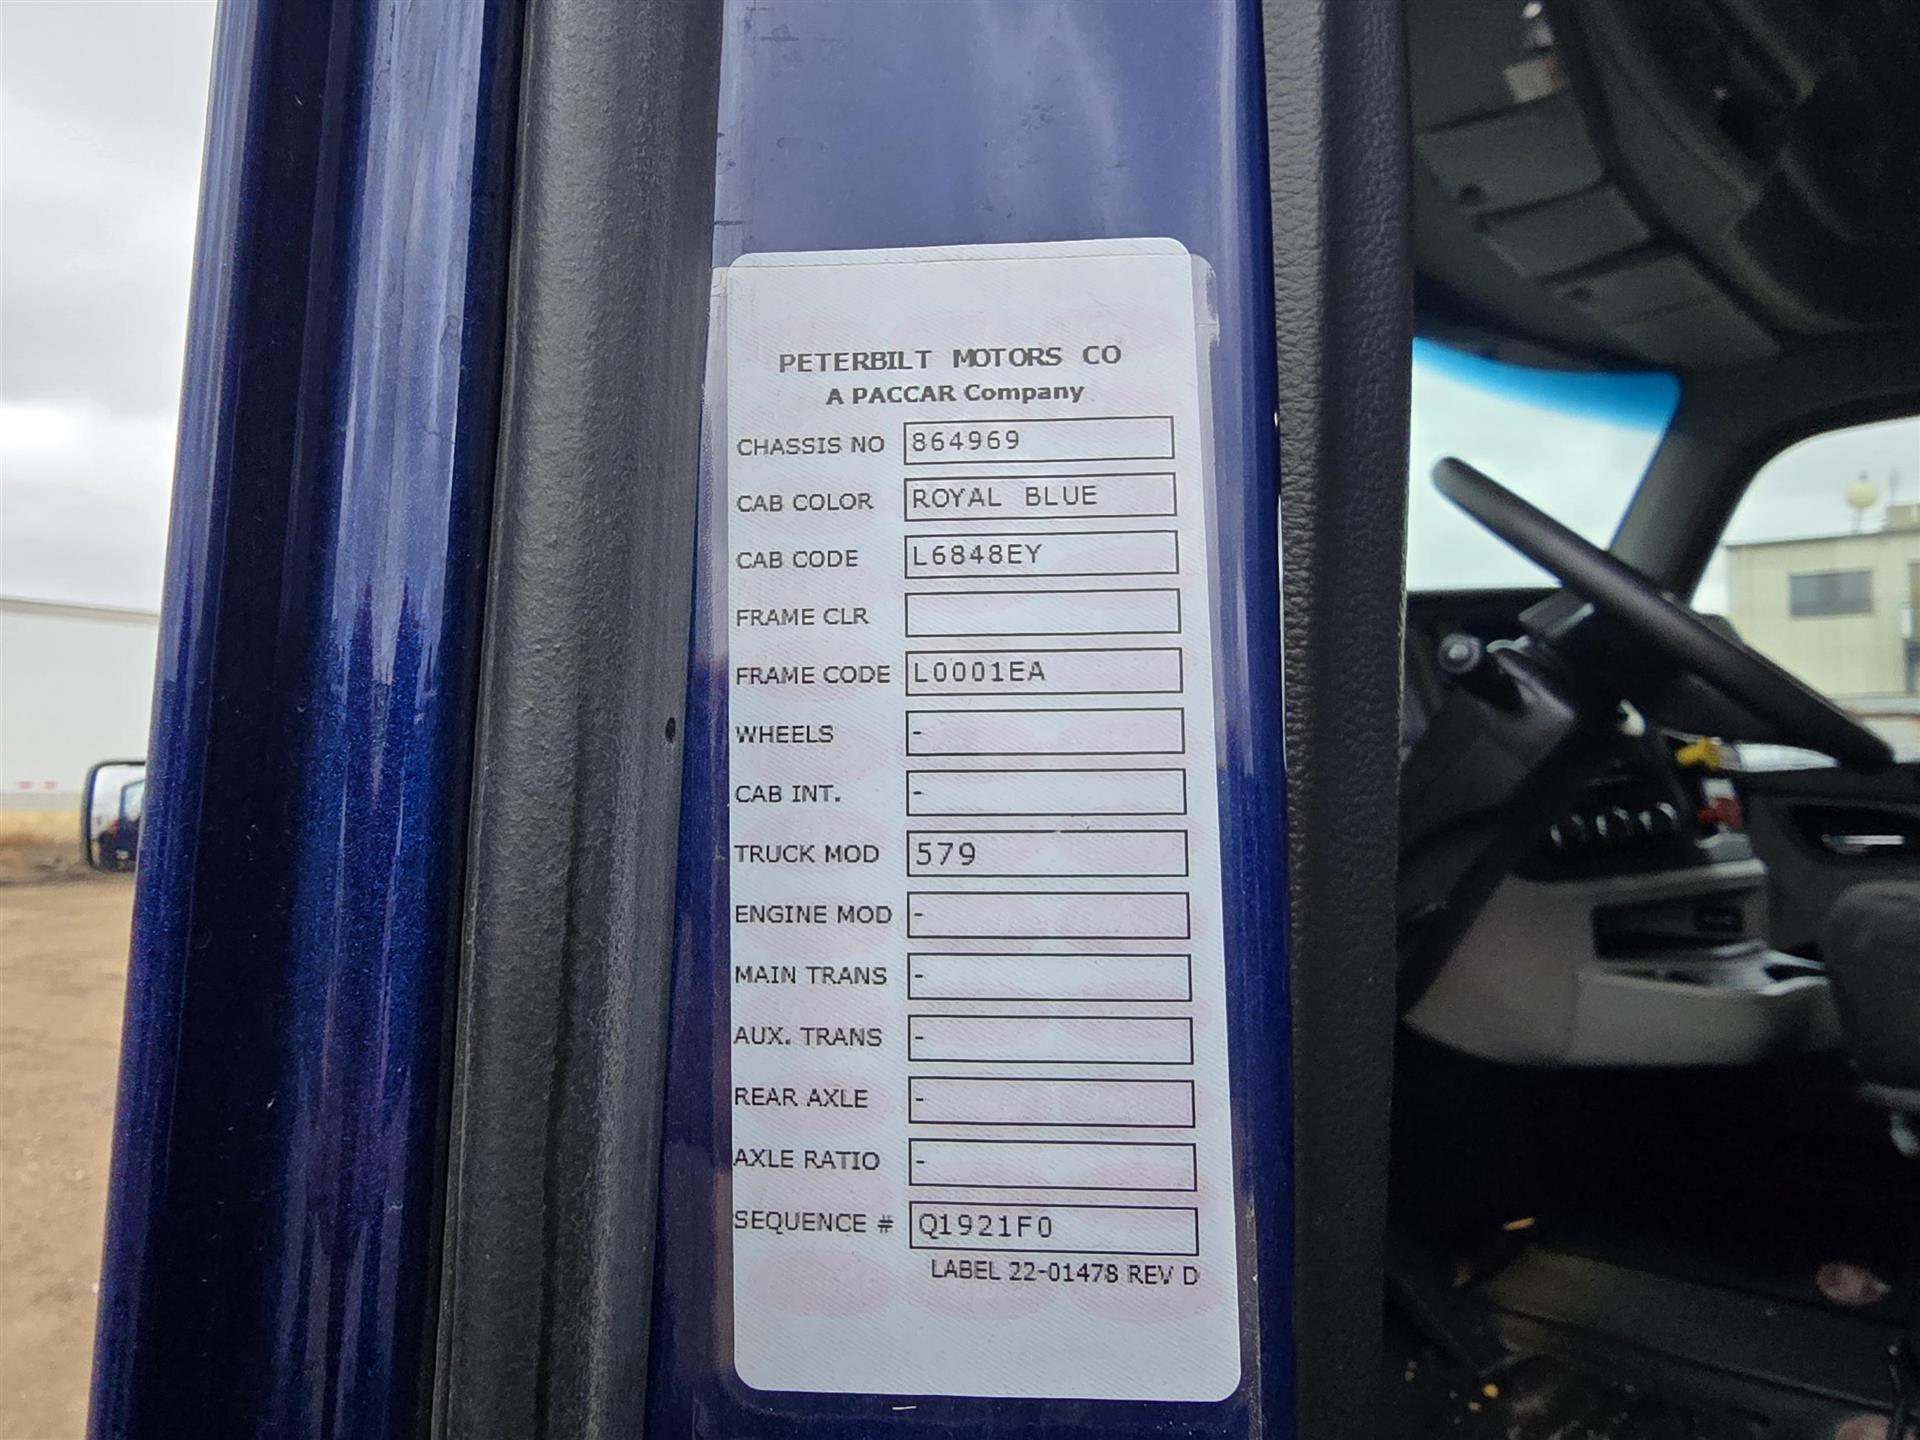 PETERBILT MOTORS CO
A PACCAR Company
CHASSIS NO 864969
CAB COLOR ROYAL BLUE
CAB CODE L6848EY
FRAME CLR
FRAME CODE L0001EA
WHEELS -
CAB INT. -
TRUCK MOD 579
ENGINE MOD -
MAIN TRANS -
AUX. TRANS -
REAR AXLE -
AXLE RATIO -
SEQUENCE # Q1921F0
LABEL 22-01478 REV D